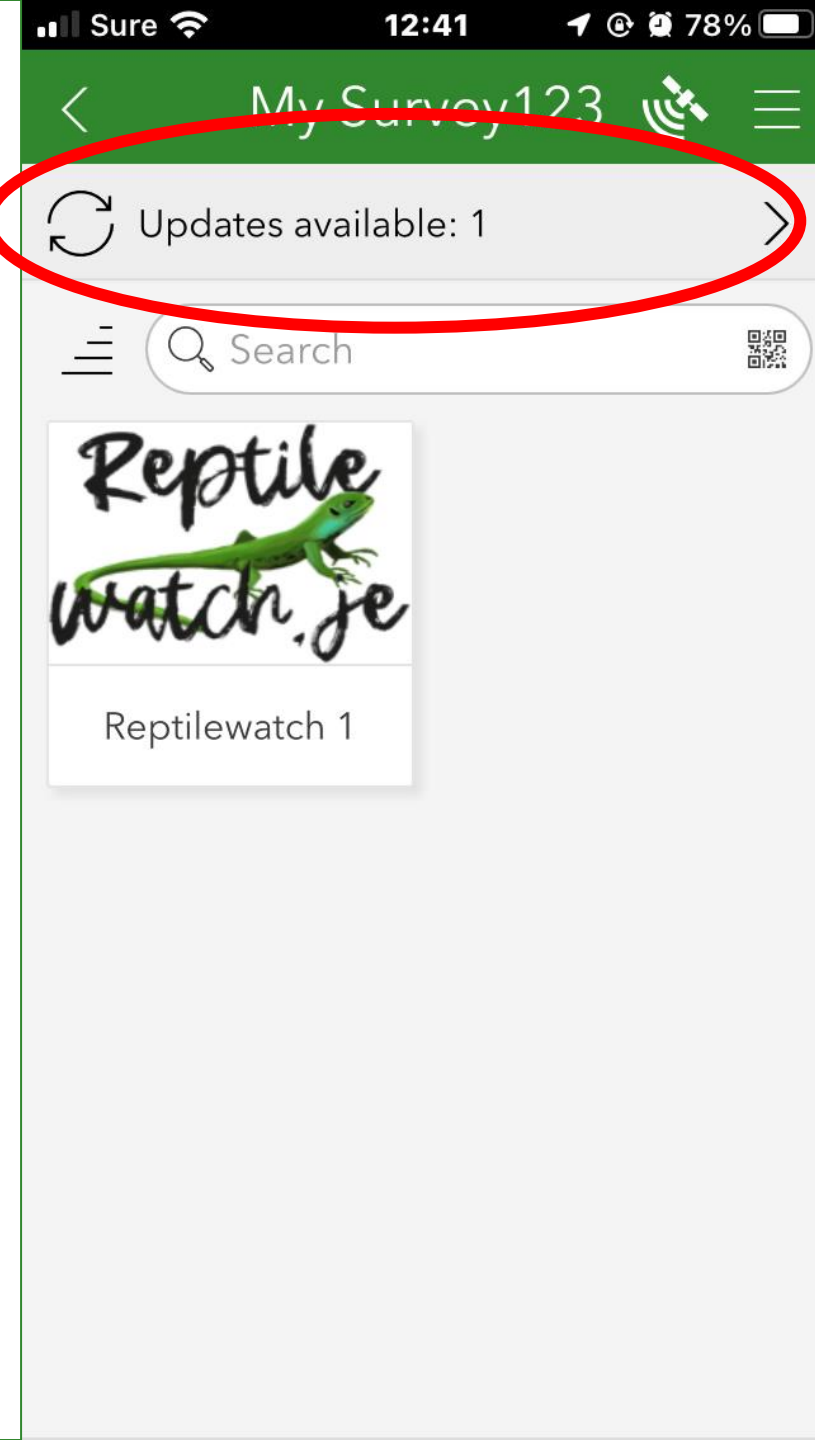 Sure 12:41 78%
My Survey123
Updates available: 1
Search
Reptile
watch.je
Reptilewatch 1